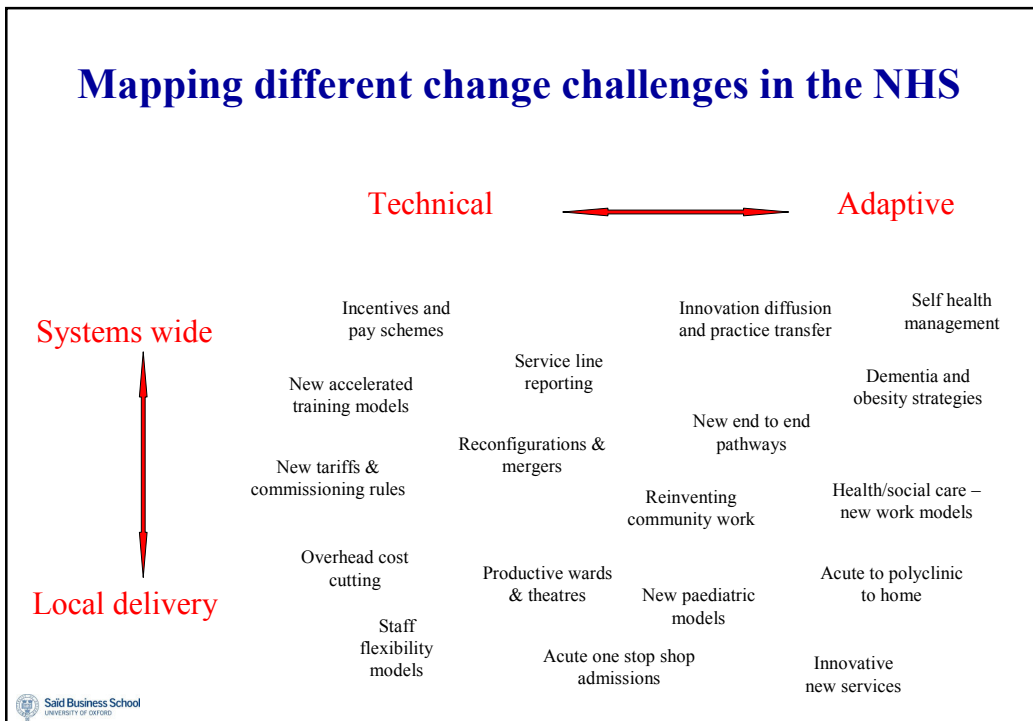 Mapping different change challenges in the NHS
Technical
Adaptive
Systems wide
Local delivery
Incentives and
pay schemes
Innovation diffusion
and practice transfer
Self health
management
Service line
reporting
New accelerated
training models
Dementia and
obesity strategies
New end to end
pathways
Reconfigurations &
mergers
New tariffs &
commissioning rules
Reinventing
community work
Health/social care –
new work models
Overhead cost
cutting
Productive wards
& theatres
New paediatric
models
Acute to polyclinic
to home
Staff
flexibility
models
Acute one stop shop
admissions
Innovative
new services
Saïd Business School
UNIVERSITY OF OXFORD